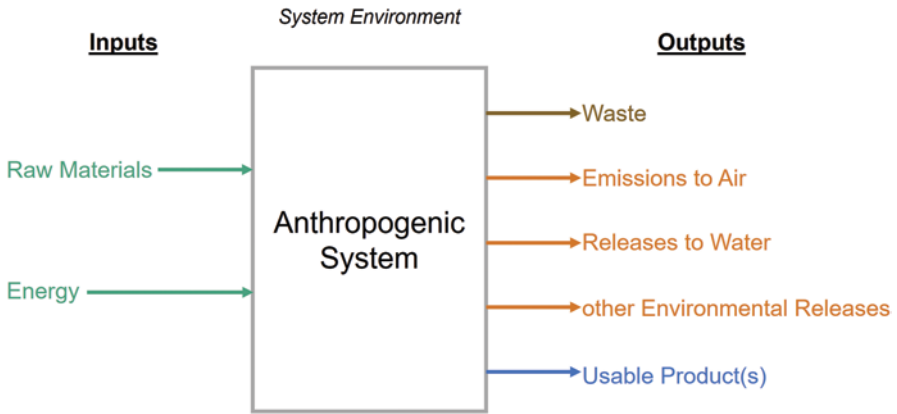 System Environment
Inputs
Outputs
Raw Materials
Energy
Anthropogenic
System
Waste
Emissions to Air
Releases to Water
other Environmental Releases
Usable Product(s)